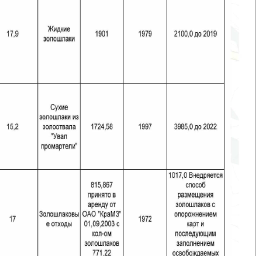 17,9
Жидкие
золошлаки
1901
1979
2100,0 до 2019
15,2
Сухие
золошлаки из
золоотвала
"Увал
промартели"
1724,58
1997
3985,0 до 2022
17
Золошлаковы
е отходы
815,867
принято в
аренду от
ОАО "КраМЗ"
01,09,2003 с
кол-ом
золошлаков
771.22
1972
1017,0 Внедряется
способ
размещения
золошлаков с
опорожнением
карт и
последующим
заполнением
освобождаемых